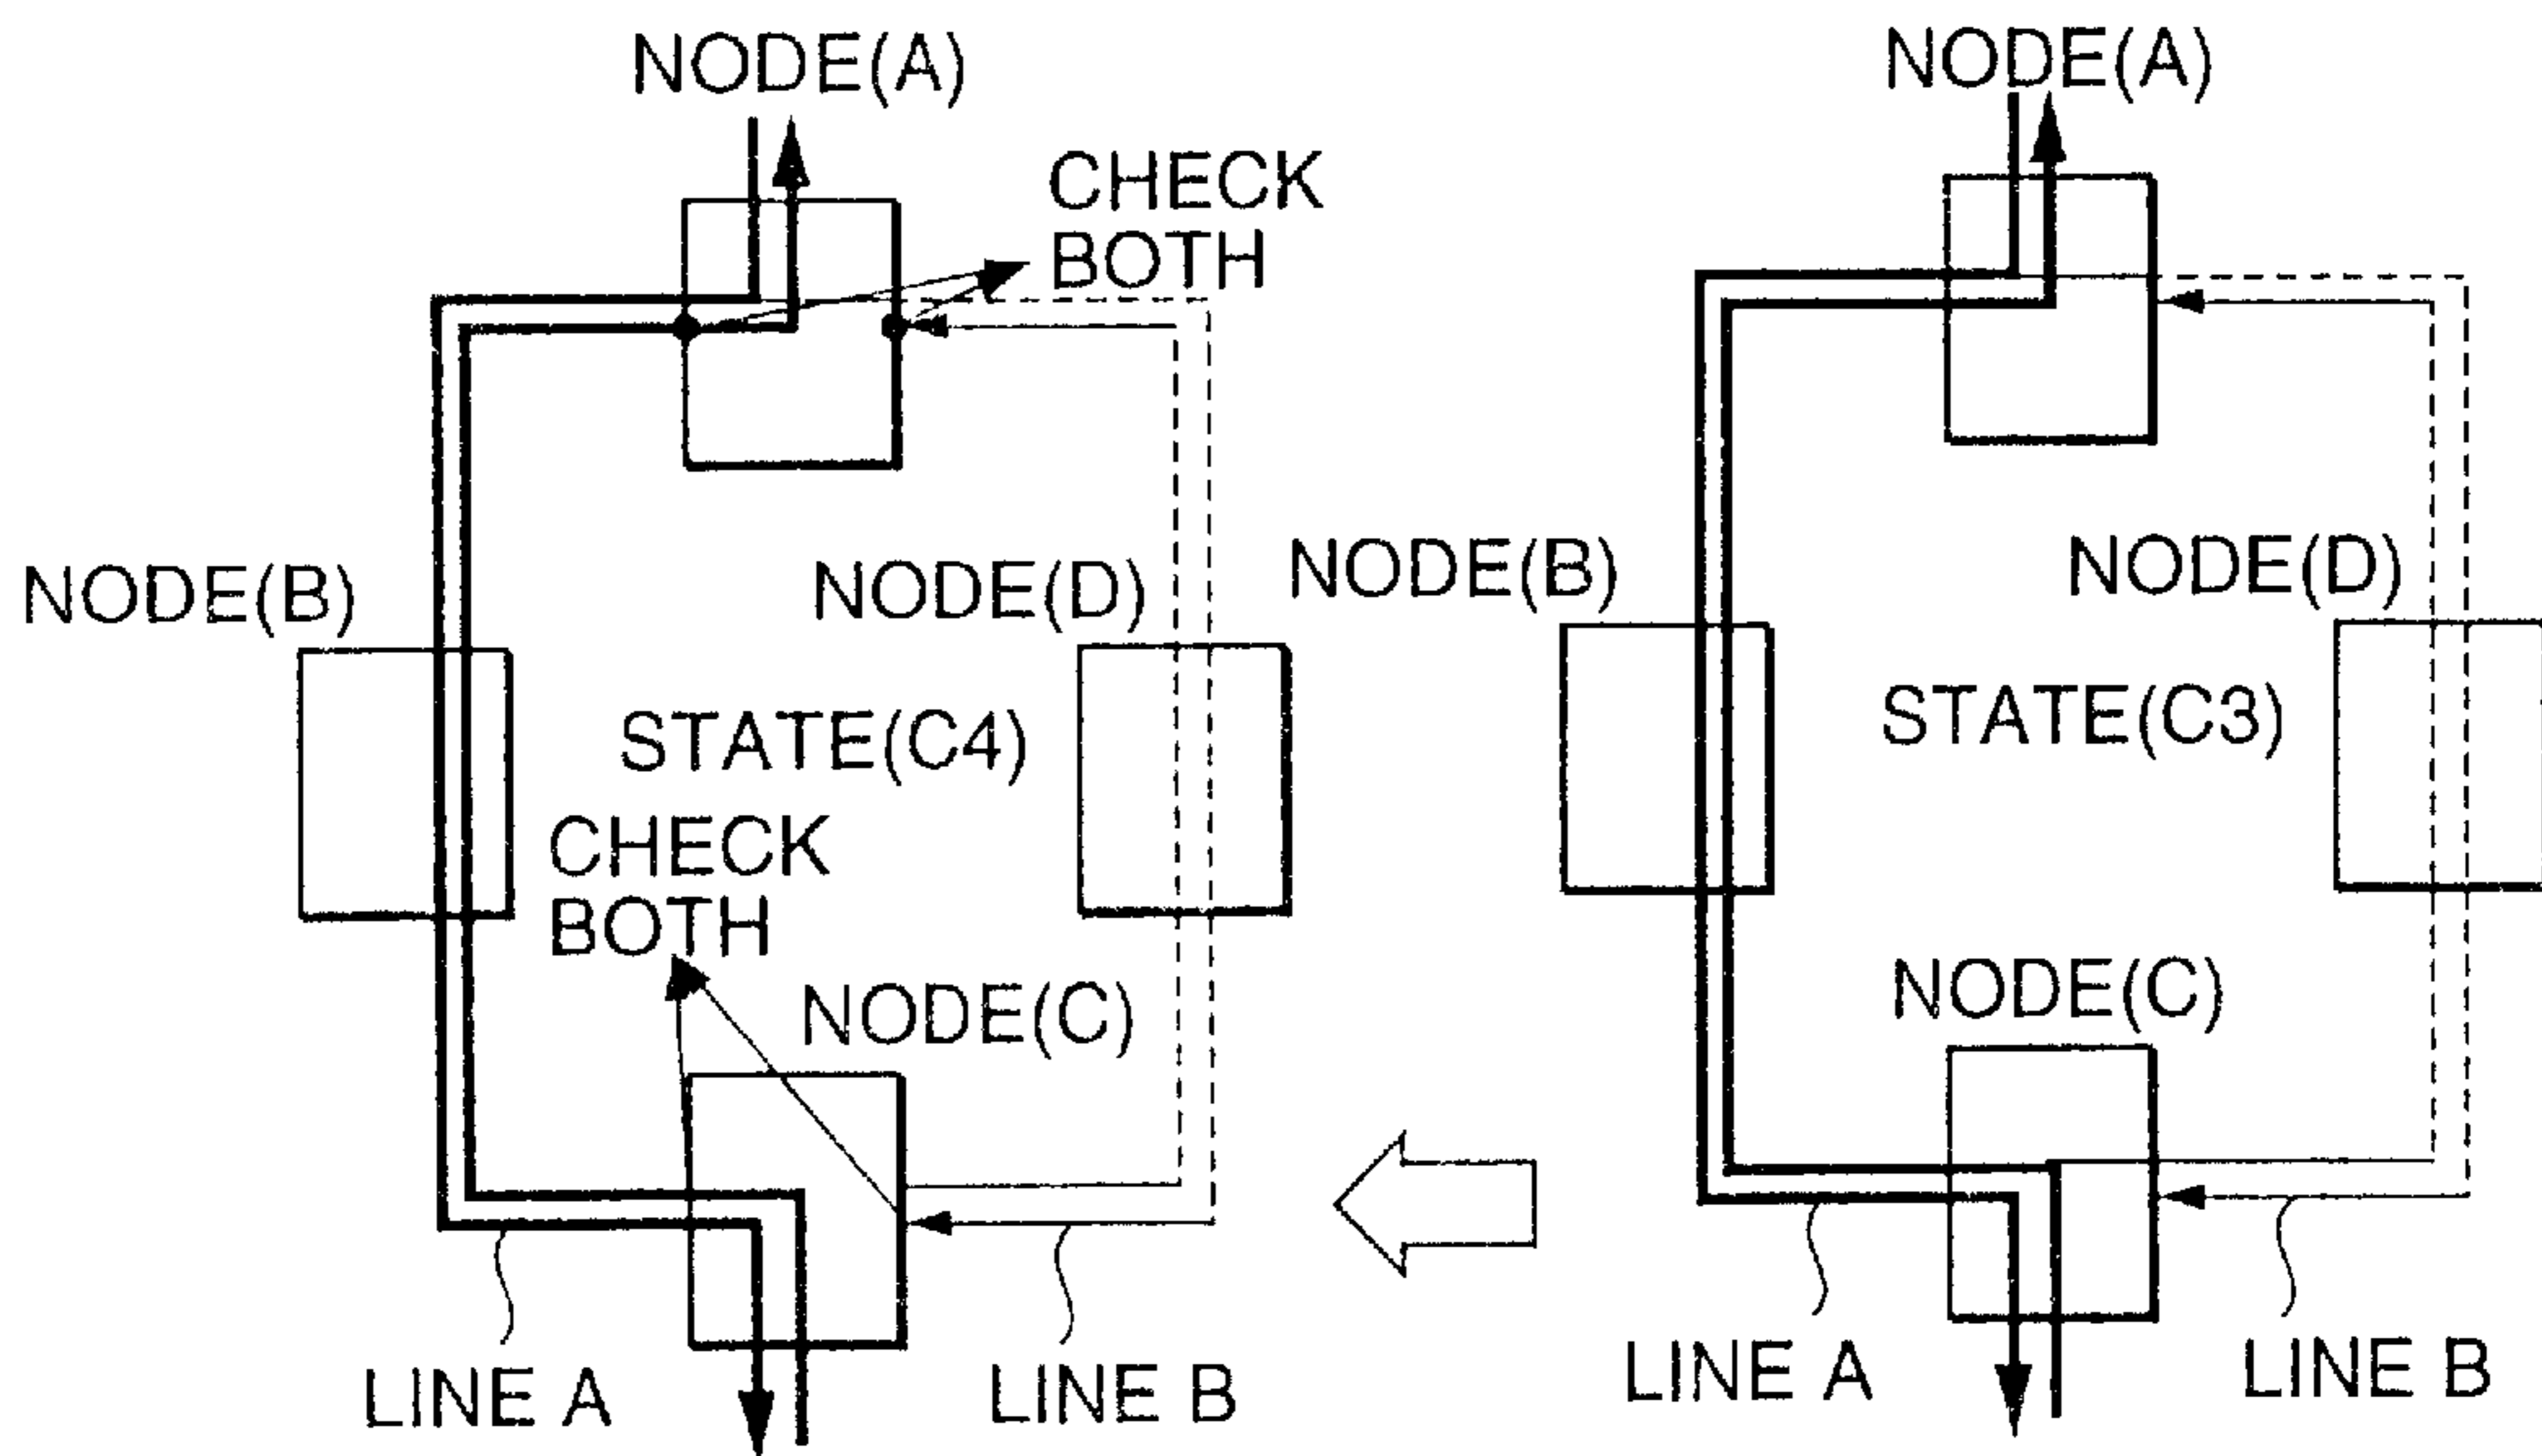 NODE(A)
CHECK
BOTH
NODE(B)
NODE(D)
STATE(C4)
CHECK
BOTH
NODE(C)
LINE A
LINE B
NODE(A)
NODE(B)
NODE(D)
STATE(C3)
NODE(C)
LINE A
LINE B